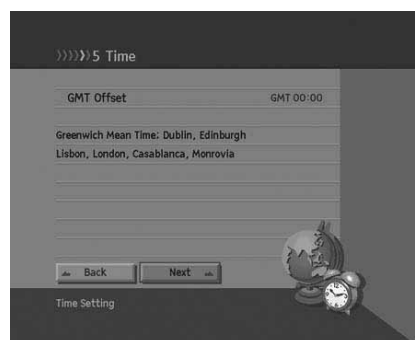 ))))))5 Time
GMT Offset GMT 00:00
Greenwich Mean Time; Dublin, Edinburgh
Lisbon, London, Casablanca, Monrovia
Back Next
Time Setting